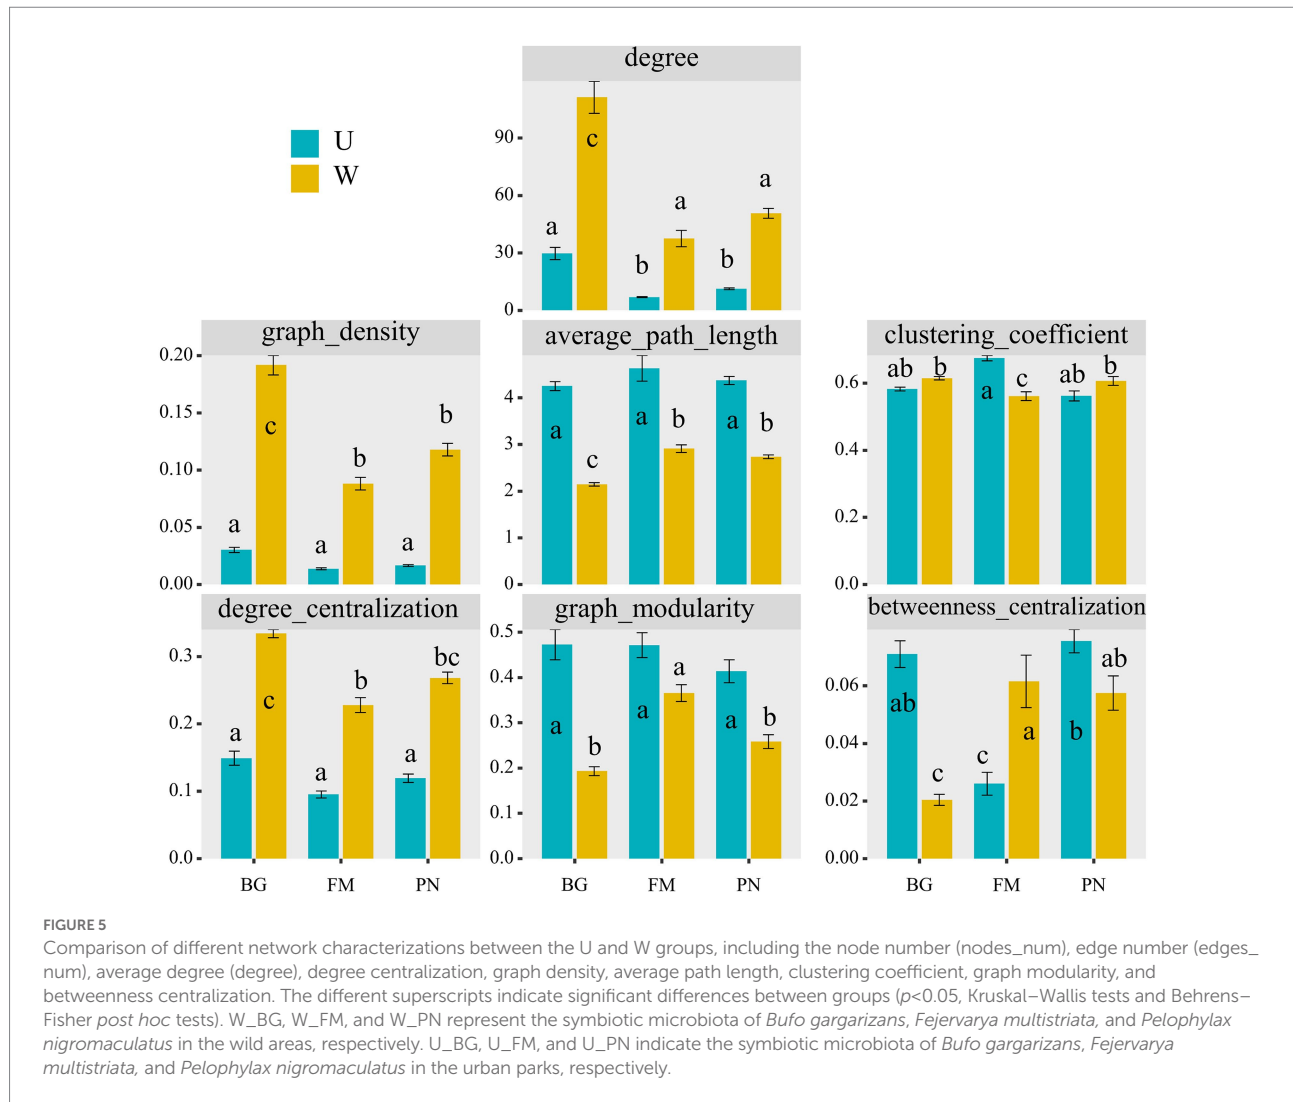 degree
U
W
90
60
30
0
a
c
b
a
b
a
graph_density
average_path_length
clustering_coefficient
0.20
0.15
0.10
0.05
0.00
a
c
a
b
a
b
4
3
2
1
0
a
c
a
b
a
b
0.6
0.4
0.2
0.0
ab
b
a
c
ab
b
degree_centralization
graph_modularity
betweenness_centralization
0.3
0.2
0.1
0.0
a
c
a
b
a
bc
BG FM PN
0.5
0.4
0.3
0.2
0.1
0.0
a
b
a
a
a
b
BG FM PN
0.06
0.04
0.02
0.00
ab
c
c
a
b
ab
BG FM PN
FIGURE 5
Comparison of different network characterizations between the U and W groups, including the node number (nodes_num), edge number (edges_
num), average degree (degree), degree centralization, graph density, average path length, clustering coefficient, graph modularity, and
betweenness centralization. The different superscripts indicate significant differences between groups (p<0.05, Kruskal–Wallis tests and Behrens–
Fisher post hoc tests). W_BG, W_FM, and W_PN represent the symbiotic microbiota of Bufo gargarizans, Fejervarya multistriata, and Pelophylax
nigromaculatus in the wild areas, respectively. U_BG, U_FM, and U_PN indicate the symbiotic microbiota of Bufo gargarizans, Fejervarya
multistriata, and Pelophylax nigromaculatus in the urban parks, respectively.